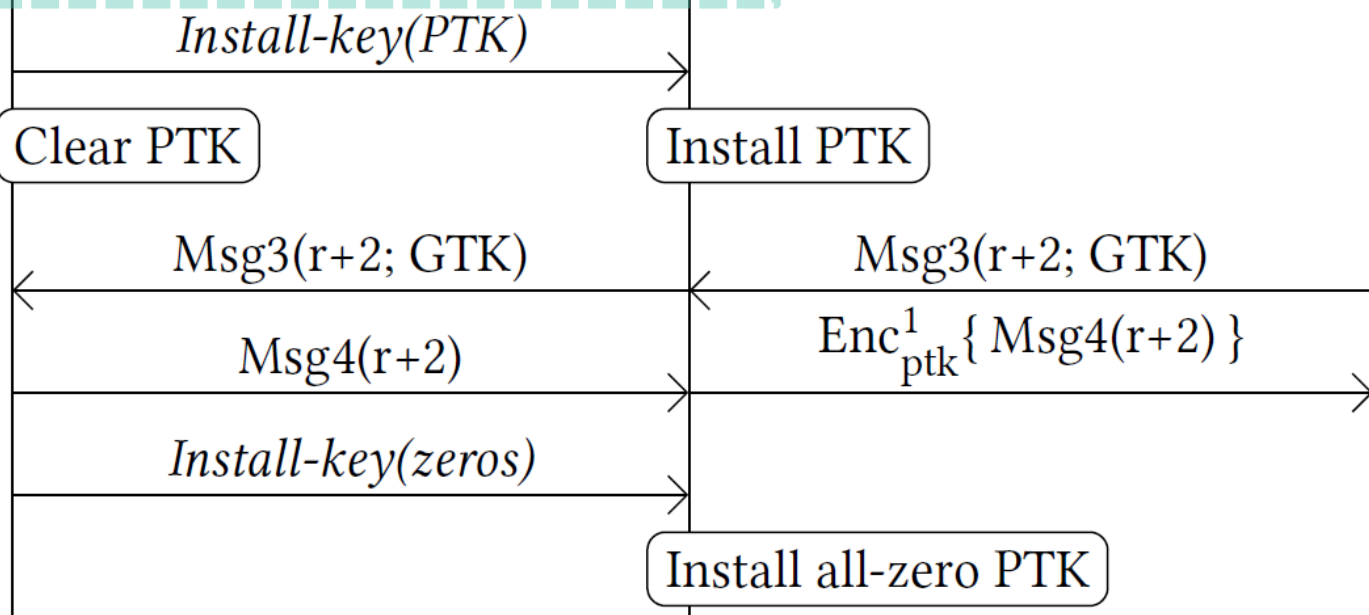 Install-key(PTK)
Clear PTK
Install PTK
Msg3(r+2; GTK)
Msg3(r+2; GTK)
Msg4(r+2)
Enc¹ptk{ Msg4(r+2) }
Install-key(zeros)
Install all-zero PTK